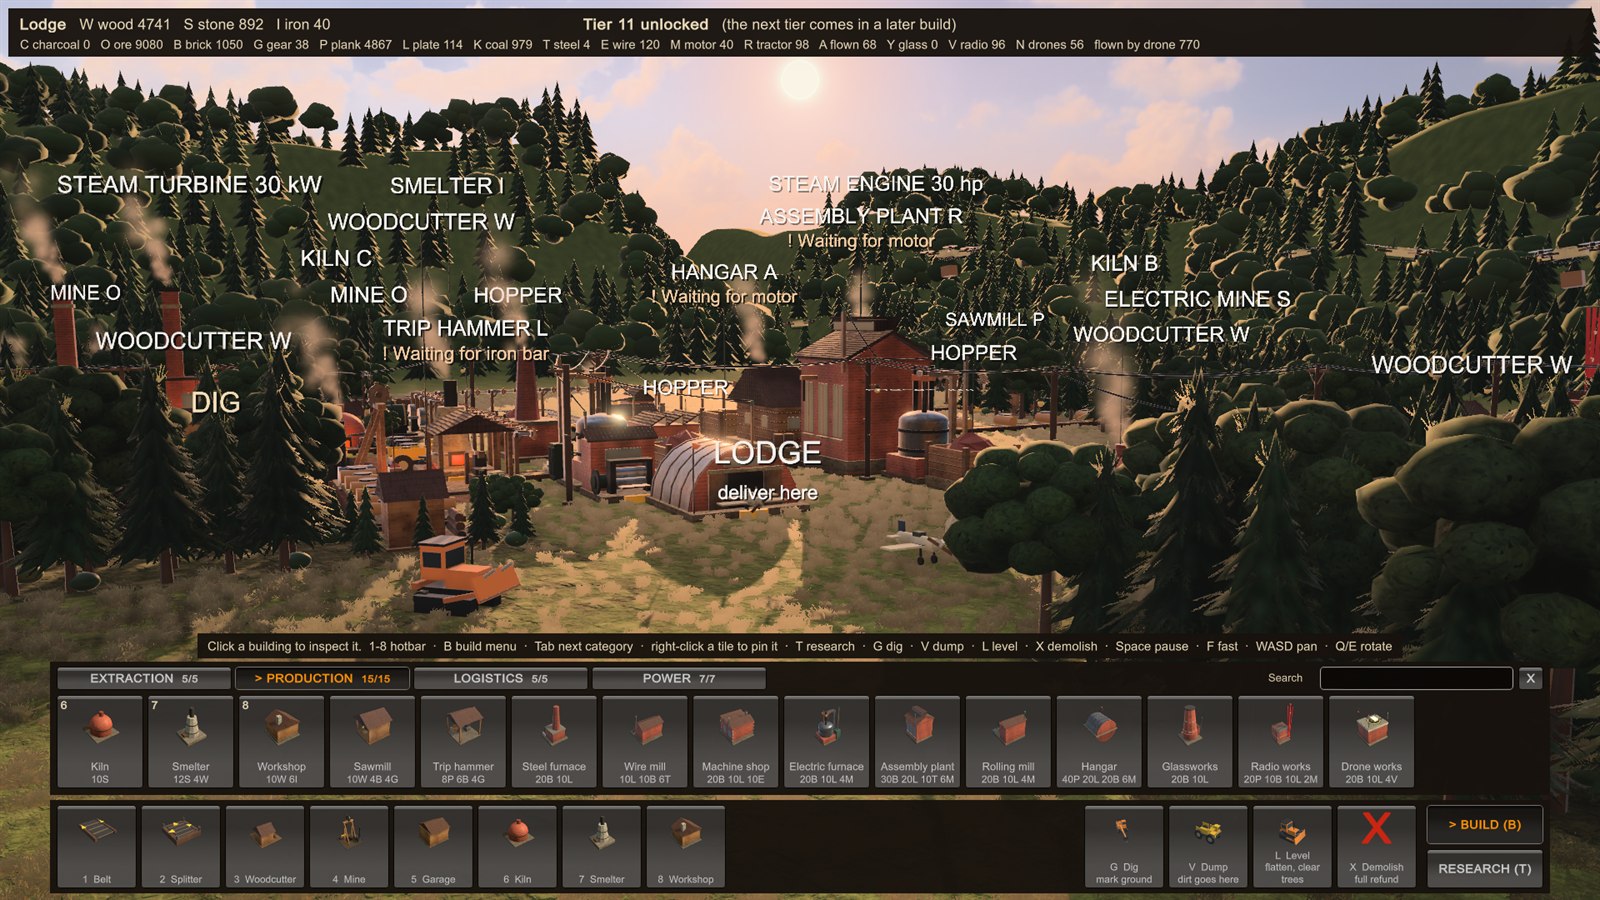 Lodge W wood 4741 S stone 892 I iron 40
Tier 11 unlocked (the next tier comes in a later build)
C charcoal 0 O ore 9080 B brick 1050 G gear 38 P plank 4867 L plate 114 K coal 979 T steel 4 E wire 120 M motor 40 R tractor 98 A flown 68 Y glass 0 V radio 96 N drones 56 flown by drone 770
STEAM TURBINE 30 kW
SMELTER I
STEAM ENGINE 30 hp
WOODCUTTER W
ASSEMBLY PLANT R
! Waiting for motor
KILN C
HANGAR A
! Waiting for motor
KILN B
MINE O
MINE O
HOPPER
ELECTRIC MINE S
TRIP HAMMER L
! Waiting for iron bar
SAWMILL P
WOODCUTTER W
WOODCUTTER W
HOPPER
WOODCUTTER W
HOPPER
DIG
LODGE
deliver here
Click a building to inspect it. 1-8 hotbar · B build menu · Tab next category · right-click a tile to pin it · T research · G dig · V dump · L level · X demolish · Space pause · F fast · WASD pan · Q/E rotate
EXTRACTION 5/5
> PRODUCTION 15/15
LOGISTICS 5/5
POWER 7/7
Search
X
6
Kiln
10S
7
Smelter
12S 4W
8
Workshop
10W 6I
Sawmill
10W 4B 4G
Trip hammer
8P 6B 4G
Steel furnace
20B 10L
Wire mill
10L 10B 6T
Machine shop
20B 10L 10E
Electric furnace
20B 10L 4M
Assembly plant
30B 20L 10T 6M
Rolling mill
20B 10L 4M
Hangar
40P 20L 20B 6M
Glassworks
20B 10L
Radio works
20P 10B 10L 2M
Drone works
20B 10L 4V
1 Belt
2 Splitter
3 Woodcutter
4 Mine
5 Garage
6 Kiln
7 Smelter
8 Workshop
G Dig
mark ground
V Dump
dirt goes here
L Level
flatten, clear
trees
X Demolish
full refund
> BUILD (B)
RESEARCH (T)